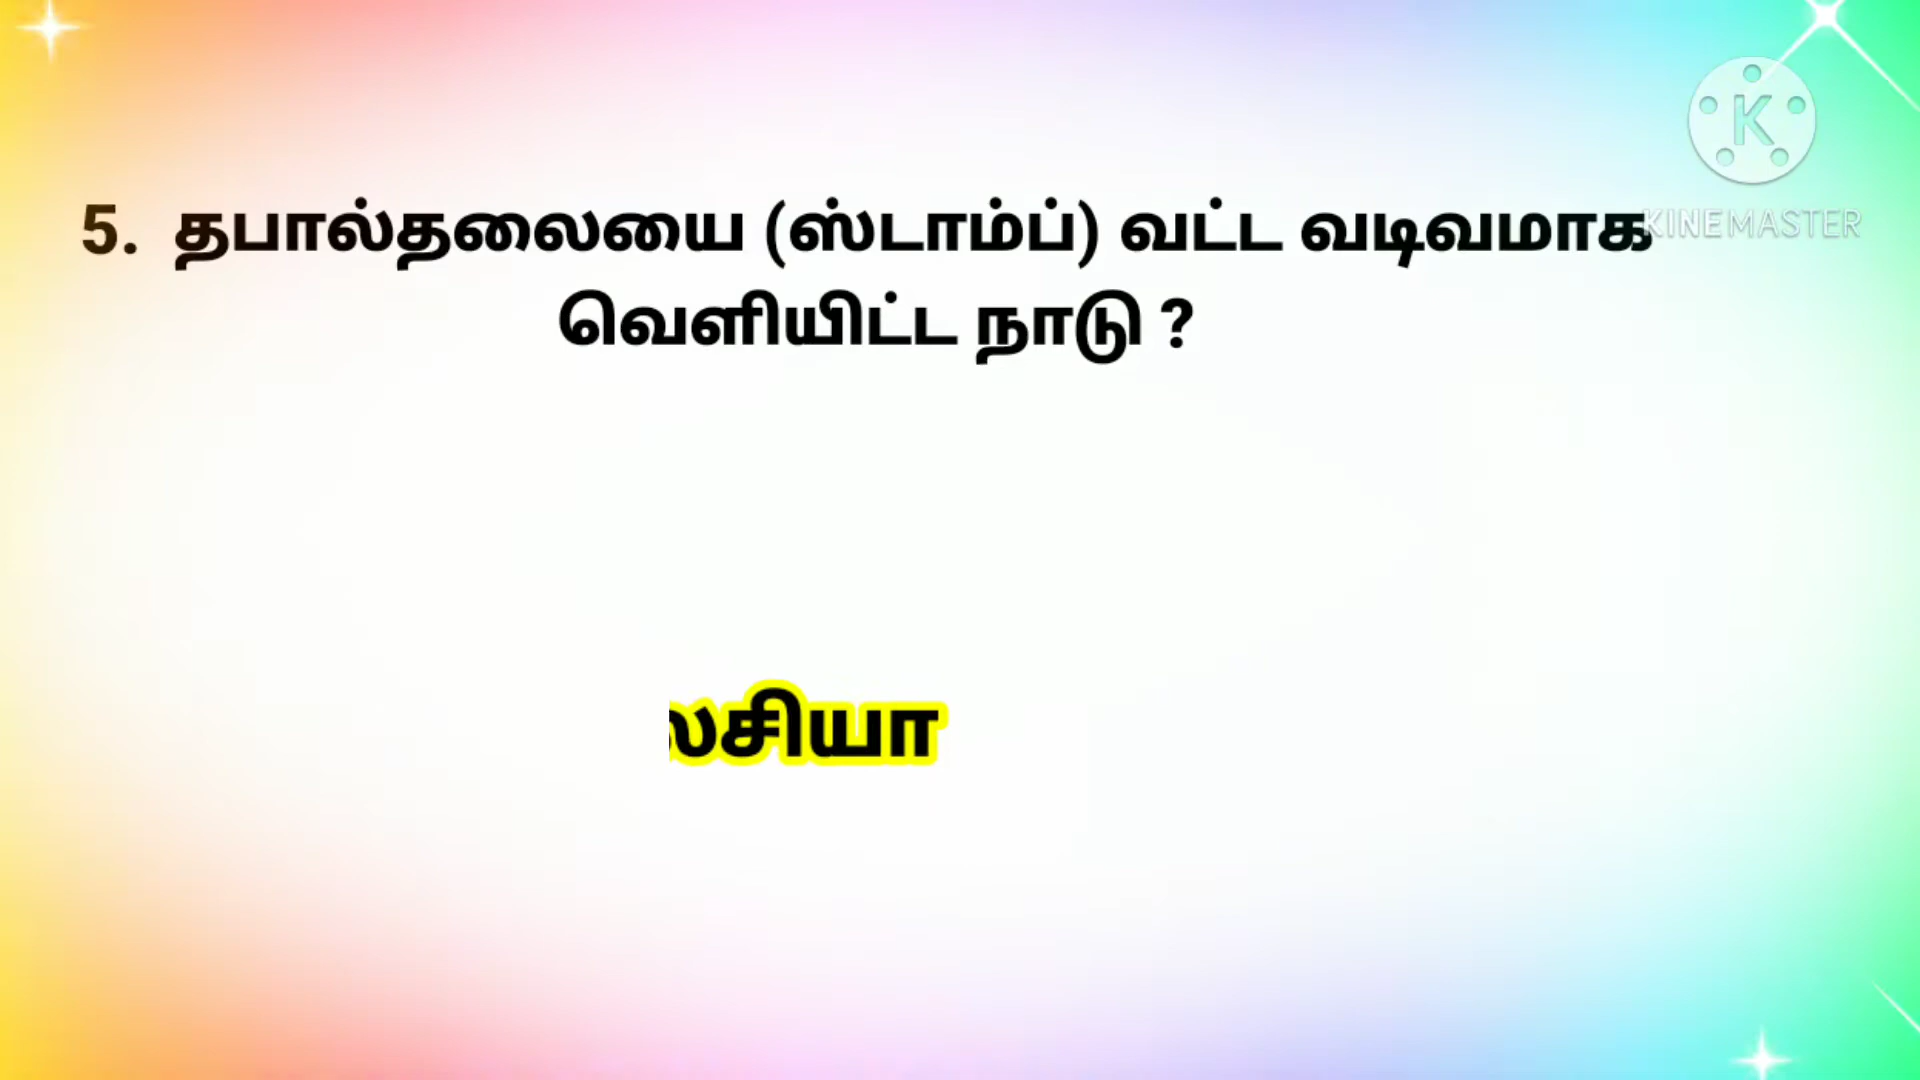 5. தபால்தலையை (ஸ்டாம்ப்) வட்ட வடிவமாக
வெளியிட்ட நாடு ?
லசியா
K
KINEMASTER